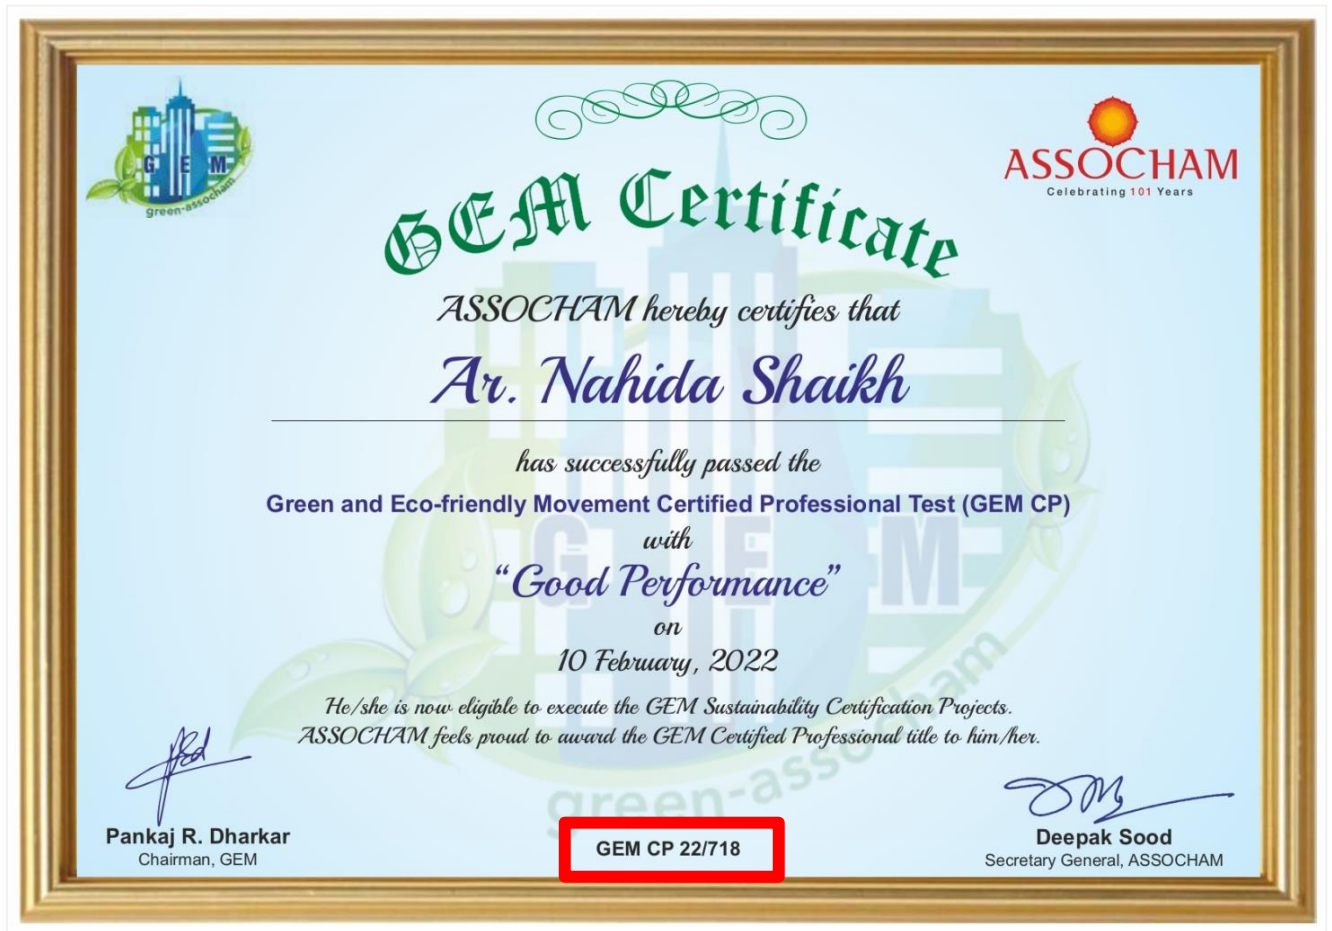 GEM
green-assocham
ASSOCHAM
Celebrating 101 Years
GEM Certificate
ASSOCHAM hereby certifies that
Ar. Nahida Shaikh
has successfully passed the
Green and Eco-friendly Movement Certified Professional Test (GEM CP)
with
“Good Performance”
on
10 February, 2022
He/she is now eligible to execute the GEM Sustainability Certification Projects.
ASSOCHAM feels proud to award the GEM Certified Professional title to him/her.
GEM
green-assocham
Pankaj R. Dharkar
Chairman, GEM
GEM CP 22/718
Deepak Sood
Secretary General, ASSOCHAM